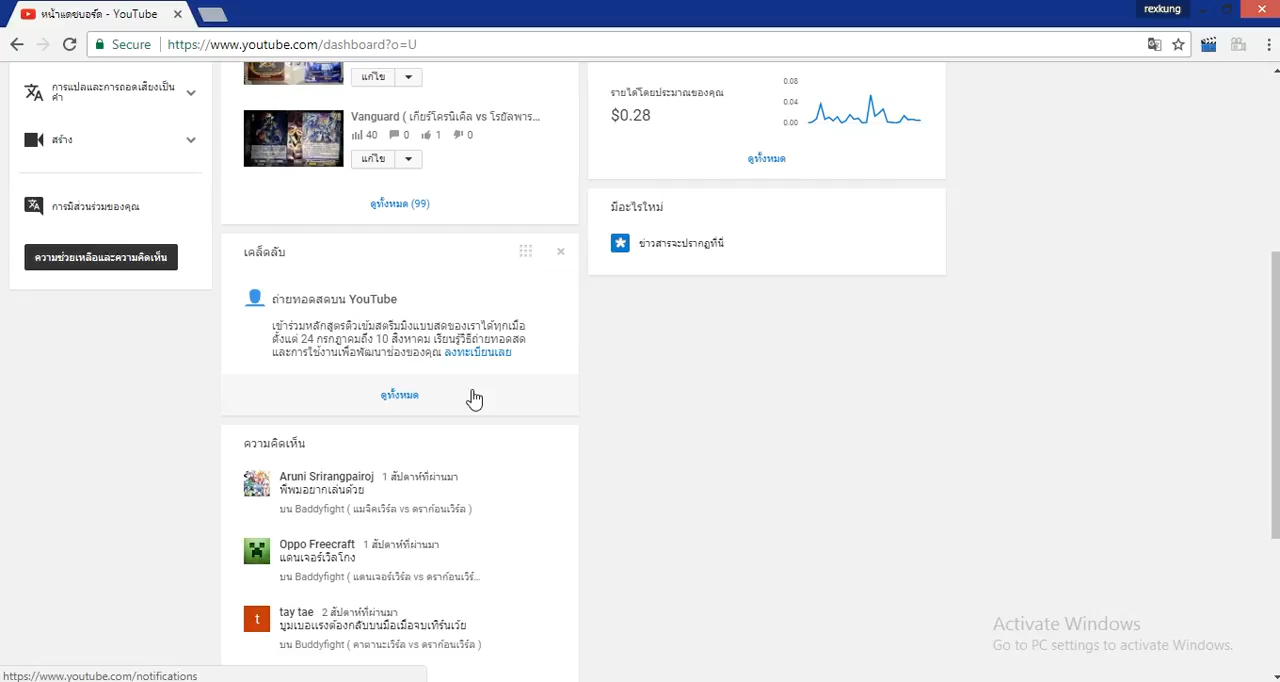 หน้าแดชบอร์ด - YouTube
rexkung
Secure
https://www.youtube.com/dashboard?o=U
การแปลและการถอดเสียงเป็น
คำ
สร้าง
การมีส่วนร่วมของคุณ
ความช่วยเหลือและความคิดเห็น
แก้ไข
Vanguard ( เกียร์โครนิเคิล vs โรยัลพาร...
40 0 1 0
แก้ไข
ดูทั้งหมด (99)
เคล็ดลับ
ถ่ายทอดสดบน YouTube
เข้าร่วมหลักสูตรติวเข้มสตรีมมิงแบบสดของเราได้ทุกเมื่อ
ตั้งแต่ 24 กรกฎาคมถึง 10 สิงหาคม เรียนรู้วิธีถ่ายทอดสด
และการใช้งานเพื่อพัฒนาช่องของคุณ ลงทะเบียนเลย
ดูทั้งหมด
ความคิดเห็น
Aruni Srirangpairoj 1 สัปดาห์ที่ผ่านมา
พี่พมอยากเล่นด้วย
บน Baddyfight ( แมจิคเวิร์ล vs ดราก้อนเวิร์ล )
Oppo Freecraft 1 สัปดาห์ที่ผ่านมา
แดนเจอร์เวิลโกง
บน Baddyfight ( แดนเจอร์เวิร์ล vs ดราก้อนเวิร์...
t
tay tae 2 สัปดาห์ที่ผ่านมา
บูมเบอแรงต้องกลับบนมือเมื่อจบเทิร์นเว้ย
บน Buddyfight ( คาตานะเวิร์ล vs ดราก้อนเวิร์ล )
รายได้โดยประมาณของคุณ
$0.28
0.08
0.04
0.00
ดูทั้งหมด
มีอะไรใหม่
ข่าวสารจะปรากฏที่นี่
Activate Windows
Go to PC settings to activate Windows.
https://www.youtube.com/notifications